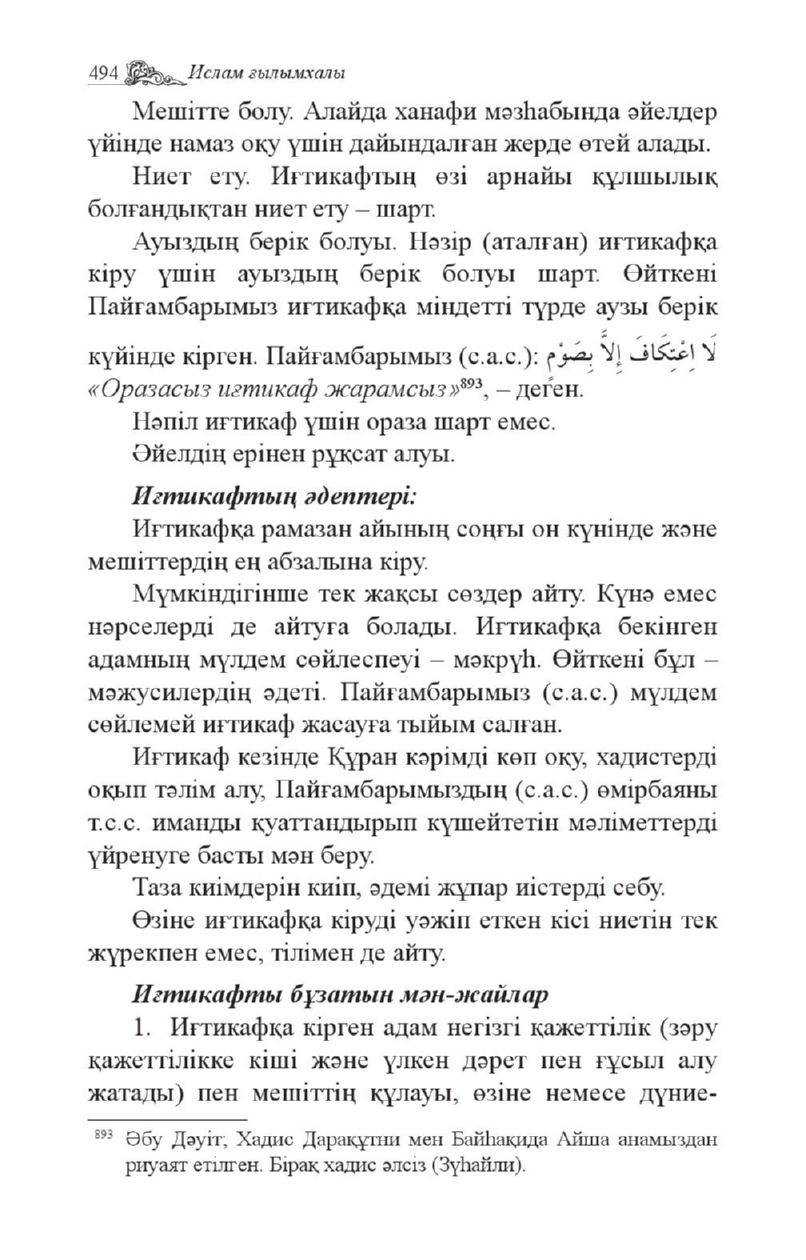 494 Ислам ғылымхалы
Мешітте болу. Алайда ханафи мәзһабында әйелдер
үйінде намаз оқу үшін дайындалған жерде өтей алады.
Ниет ету. Иғтикафтың өзі арнайы құлшылық
болғандықтан ниет ету – шарт.
Ауыздың берік болуы. Нәзір (аталған) иғтикафқа
кіру үшін ауыздың берік болуы шарт. Өйткені
Пайғамбарымыз иғтикафқа міндетті түрде аузы берік
күйінде кірген. Пайғамбарымыз (с.а.с.): لَا اِعْتِكَافَ إِلاَّ بِصَوْمٍ
«Оразасыз иғтикаф жарамсыз»⁸⁹³, – деген.
Нәпіл иғтикаф үшін ораза шарт емес.
Әйелдің ерінен рұқсат алуы.
Иғтикафтың әдептері:
Иғтикафқа рамазан айының соңғы он күнінде және
мешіттердің ең абзалына кіру.
Мүмкіндігінше тек жақсы сөздер айту. Күнә емес
нәрселерді де айтуға болады. Иғтикафқа бекінген
адамның мүлдем сөйлеспеуі – мәкрүһ. Өйткені бұл –
мәжусилердің әдеті. Пайғамбарымыз (с.а.с.) мүлдем
сөйлемей иғтикаф жасауға тыйым салған.
Иғтикаф кезінде Құран кәрімді көп оқу, хадистерді
оқып тәлім алу, Пайғамбарымыздың (с.а.с.) өмірбаяны
т.с.с. иманды қуаттандырып күшейтетін мәліметтерді
үйренуге басты мән беру.
Таза киімдерін киіп, әдемі жұпар иістерді себу.
Өзіне иғтикафқа кіруді уәжіп еткен кісі ниетін тек
жүрекпен емес, тілімен де айту.
Иғтикафты бұзатын мән-жайлар
1. Иғтикафқа кірген адам негізгі қажеттілік (зәру
қажеттілікке кіші және үлкен дәрет пен ғұсыл алу
жатады) пен мешіттің құлауы, өзіне немесе дүние-
⁸⁹³ Әбу Дәуіт; Хадис Дарақұтни мен Байһақида Айша анамыздан
риуаят етілген. Бірақ хадис әлсіз (Зүһайли).